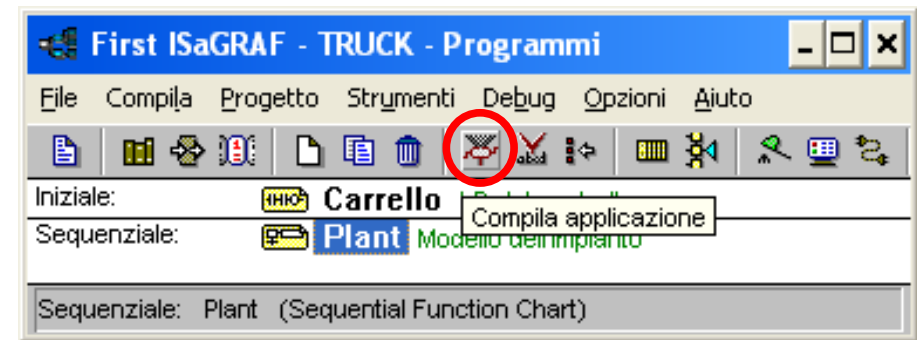 First ISaGRAF - TRUCK - Programmi
File Compila Progetto Strumenti Debug Opzioni Aiuto
Iniziale: Carrello
Compila applicazione
Sequenziale: Plant Modello dell'impianto
Sequenziale: Plant (Sequential Function Chart)